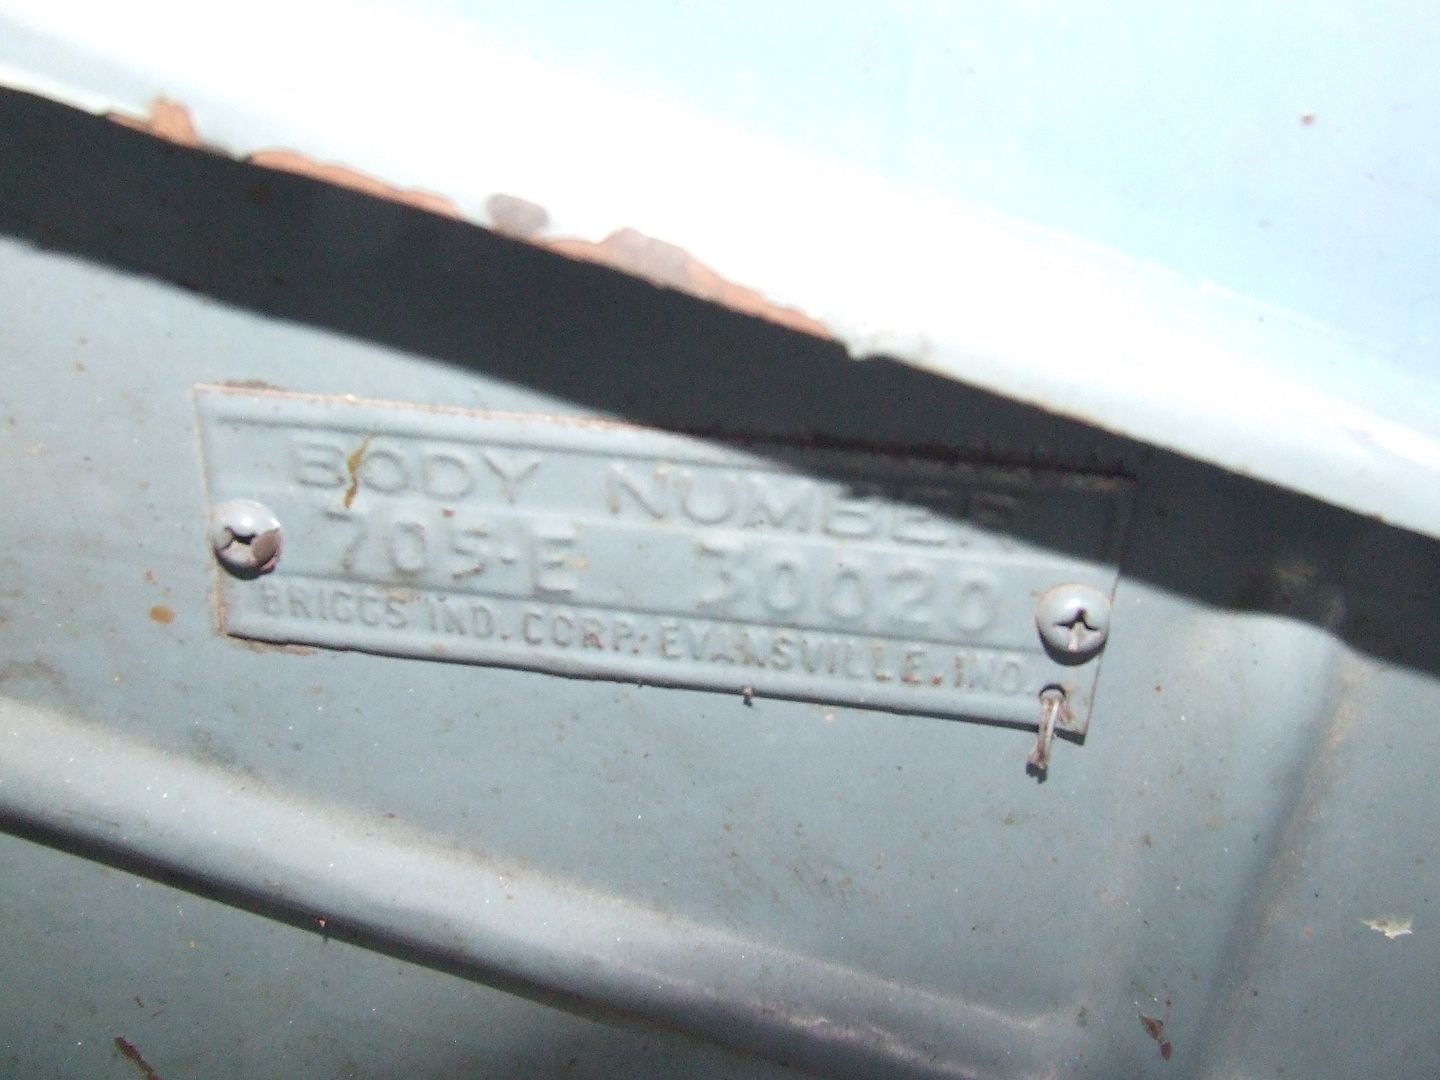 BODY NUMBER
705-E 30020
BRIGGS IND. CORP. EVANSVILLE. IND.